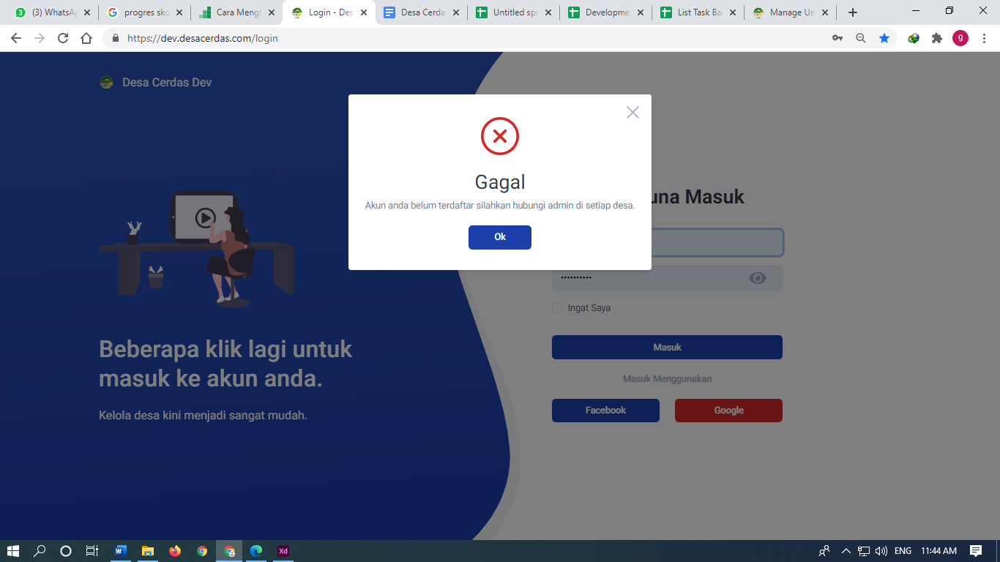 (3) WhatsA
progres sk
Cara Mengh
Login - Des
Desa Cerda
Untitled spr
Developme
List Task Ba
Manage Us
https://dev.desacerdas.com/login
g
Desa Cerdas Dev
Gagal
Akun anda belum terdaftar silahkan hubungi admin di setiap desa.
Ok
una Masuk
Ingat Saya
Masuk
Masuk Menggunakan
Facebook
Google
Beberapa klik lagi untuk
masuk ke akun anda.
Kelola desa kini menjadi sangat mudah.
Xd
ENG
11:44 AM